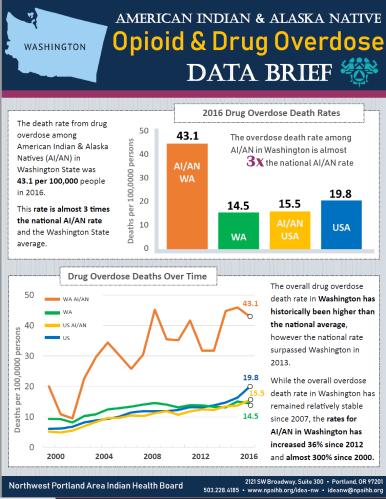 AMERICAN INDIAN & ALASKA NATIVE
WASHINGTON
Opioid & Drug Overdose
DATA BRIEF
The death rate from drug
overdose among
American Indian & Alaska
Natives (AI/AN) in
Washington State was
43.1 per 100,000 people
in 2016.
This rate is almost 3 times
the national AI/AN rate
and the Washington State
average.
2016 Drug Overdose Death Rates
Deaths per 100,0000 persons
50
40
30
20
10
0
43.1
AI/AN
WA
14.5
WA
15.5
AI/AN
USA
19.8
USA
The overdose death rate among
AI/AN in Washington is almost
3x the national AI/AN rate
Drug Overdose Deaths Over Time
Deaths per 100,0000 persons
50
40
30
20
10
0
WA AI/AN
WA
US AI/AN
US
43.1
19.8
15.5
14.5
2000
2004
2008
2012
2016
The overall drug overdose
death rate in Washington has
historically been higher than
the national average,
however the national rate
surpassed Washington in
2013.
While the overall overdose
death rate in Washington has
remained relatively stable
since 2007, the rates for
AI/AN in Washington has
increased 36% since 2012
and almost 300% since 2000.
Northwest Portland Area Indian Health Board
2121 SW Broadway, Suite 300 • Portland, OR 97201
503.228.4185 • www.npaihb.org/idea-nw • ideanw@npaihb.org